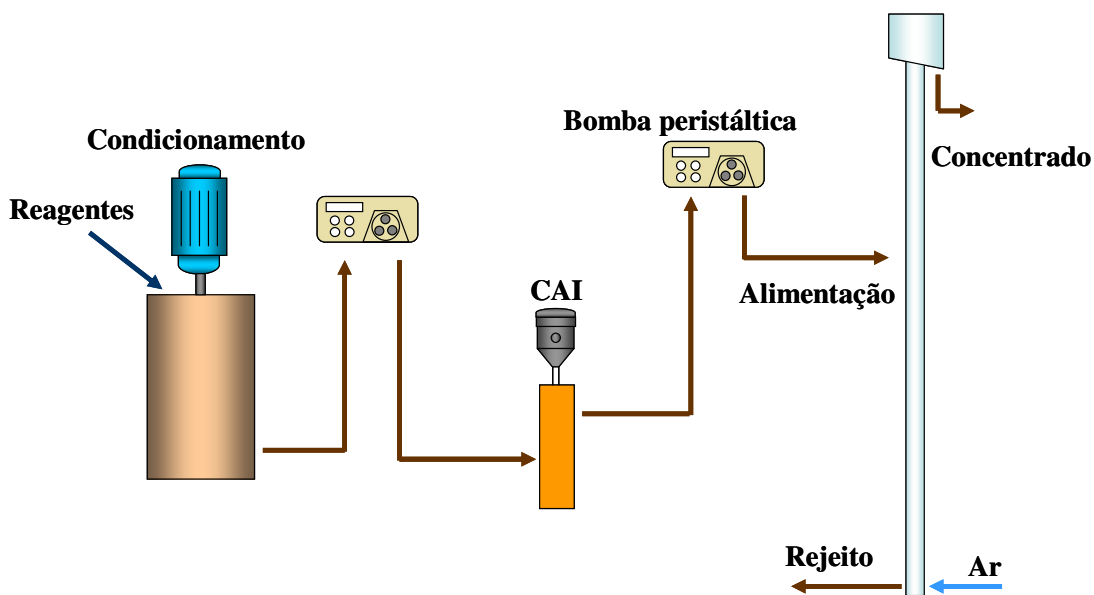 Condicionamento
Reagentes
CAI
Bomba peristáltica
Alimentação
Concentrado
Rejeito
Ar